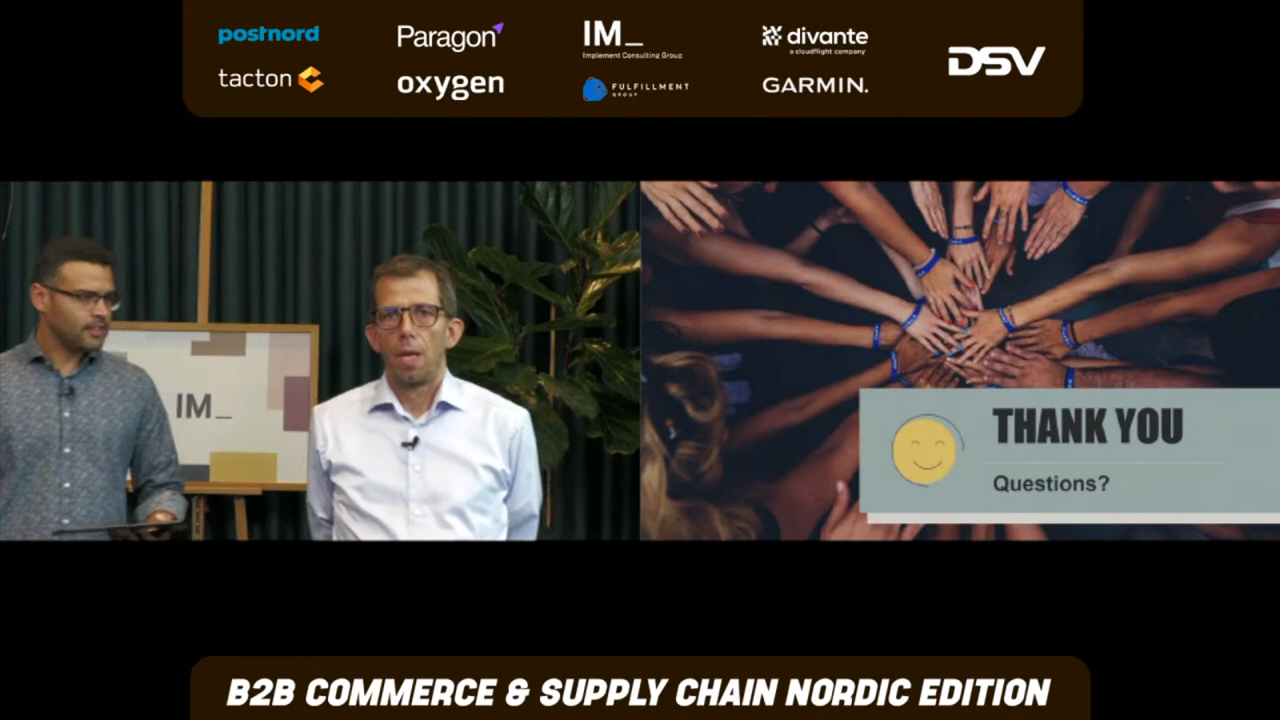 postnord
tacton
Paragon
oxygen
IM_
Implement Consulting Group
FULFILLMENT
GROUP
divante
a cloudflight company
GARMIN.
DSV
IM_
THANK YOU
Questions?
B2B COMMERCE & SUPPLY CHAIN NORDIC EDITION